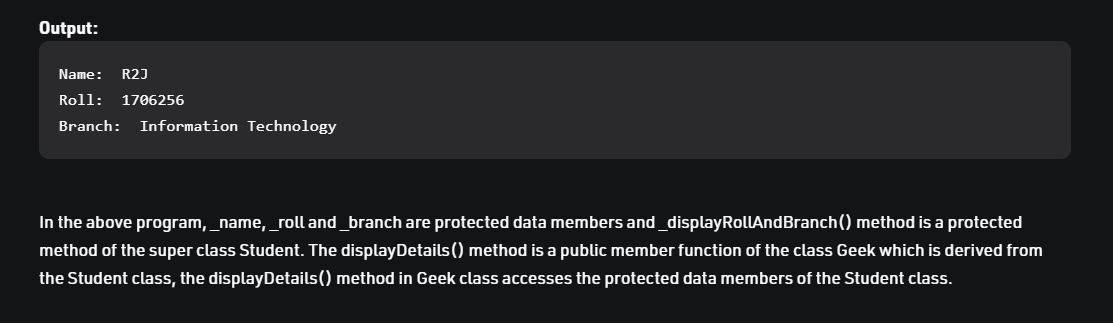 Output:
Name:  R2J
Roll:  1706256
Branch:  Information Technology
In the above program, _name, _roll and _branch are protected data members and _displayRollAndBranch() method is a protected
method of the super class Student. The displayDetails() method is a public member function of the class Geek which is derived from
the Student class, the displayDetails() method in Geek class accesses the protected data members of the Student class.